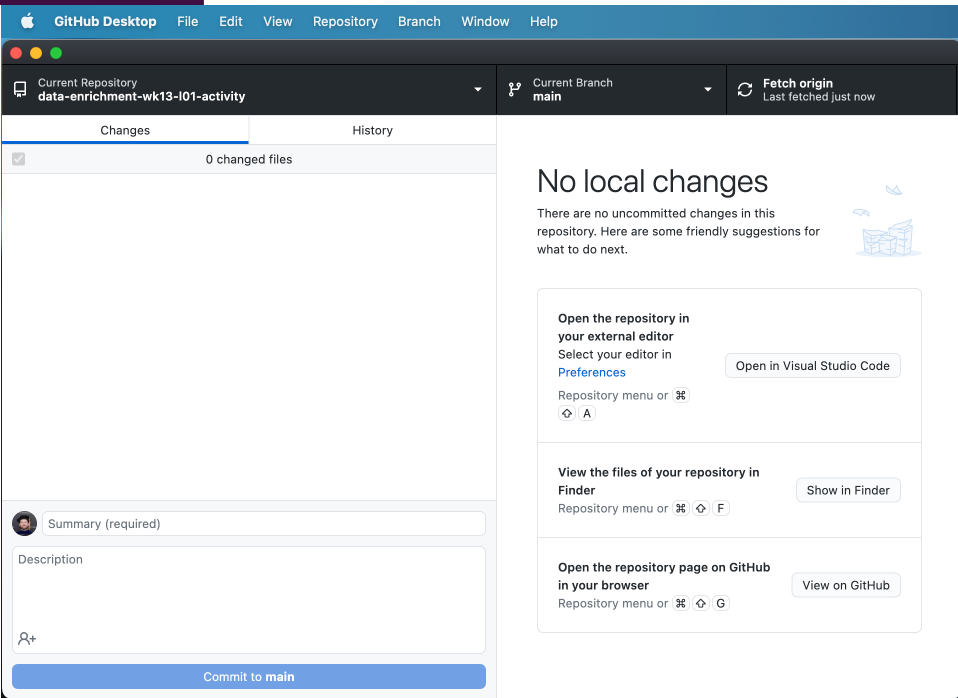 GitHub Desktop File Edit View Repository Branch Window Help
Current Repository
data-enrichment-wk13-l01-activity
Current Branch
main
Fetch origin
Last fetched just now
Changes
History
0 changed files
Summary (required)
Description
Commit to main
No local changes
There are no uncommitted changes in this
repository. Here are some friendly suggestions for
what to do next.
Open the repository in
your external editor
Select your editor in
Preferences
Repository menu or ⌘
⇧ A
Open in Visual Studio Code
View the files of your repository in
Finder
Repository menu or ⌘ ⇧ F
Show in Finder
Open the repository page on GitHub
in your browser
Repository menu or ⌘ ⇧ G
View on GitHub